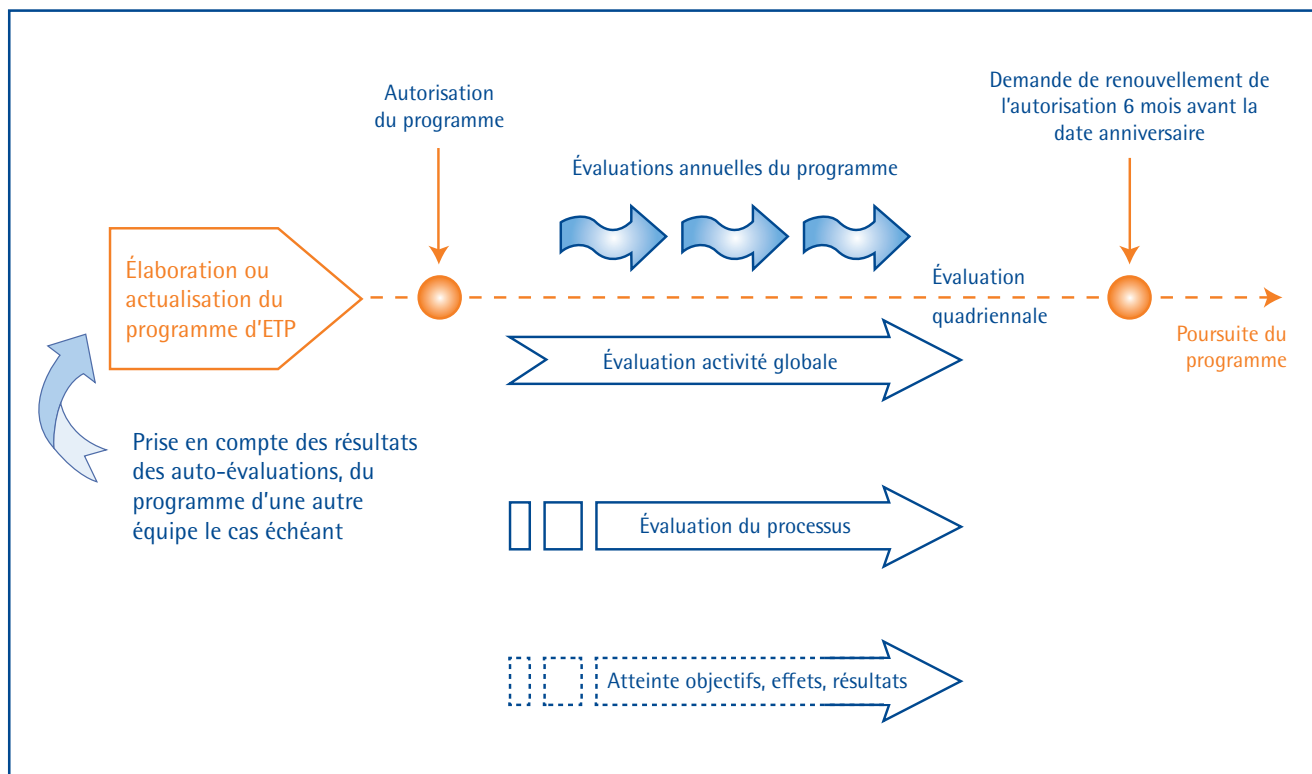 Autorisation
du programme
Demande de renouvellement de
l'autorisation 6 mois avant la
date anniversaire
Évaluations annuelles du programme
Élaboration ou
actualisation du
programme d'ETP
Évaluation
quadriennale
Poursuite du
programme
Évaluation activité globale
Prise en compte des résultats
des auto-évaluations, du
programme d'une autre
équipe le cas échéant
Évaluation du processus
Atteinte objectifs, effets, résultats